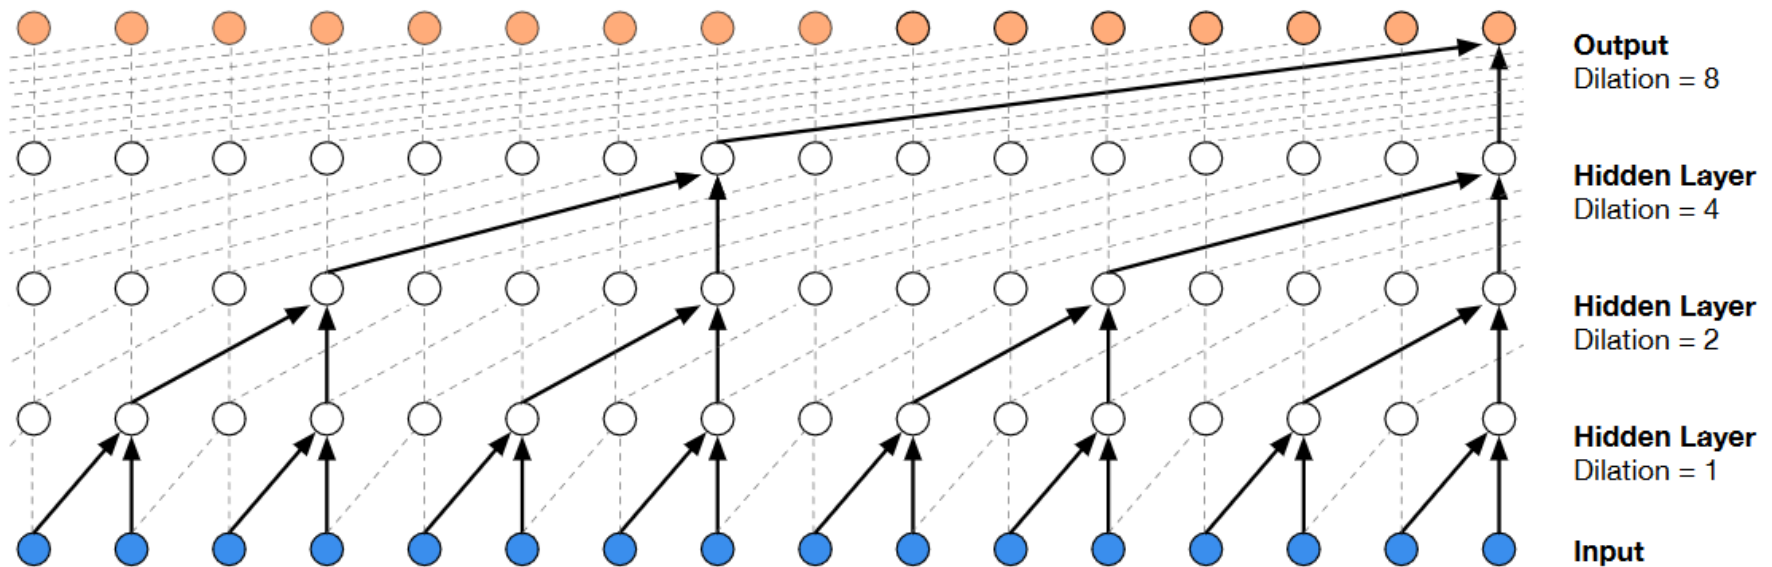 Output
Dilation = 8
Hidden Layer
Dilation = 4
Hidden Layer
Dilation = 2
Hidden Layer
Dilation = 1
Input